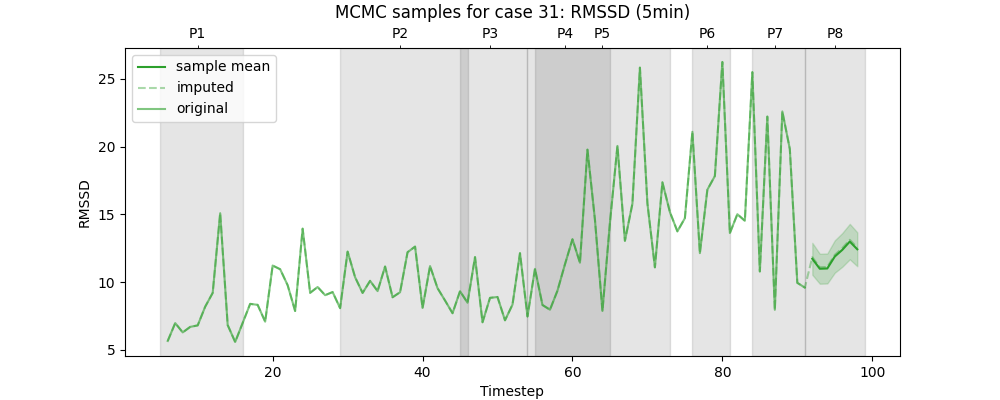 MCMC samples for case 31: RMSSD (5min)
P1 P2 P3 P4 P5 P6 P7 P8
sample mean
imputed
original
25
20
15
10
5
RMSSD
20 40 60 80 100
Timestep